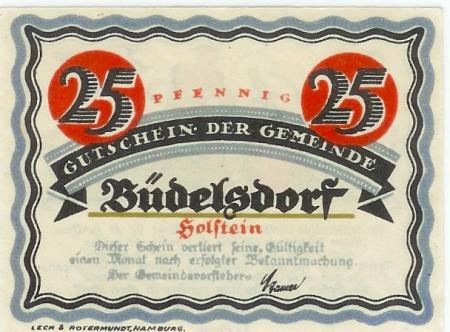 25 PFENNIG 25
GUTSCHEIN DER GEMEINDE
Büdelsdorf
Holstein
Dieser Schein verliert seine Gültigkeit
einen Monat nach erfolgter Bekanntmachung.
Der Gemeindevorsteher
LECK & ROTERMUNDT, HAMBURG.